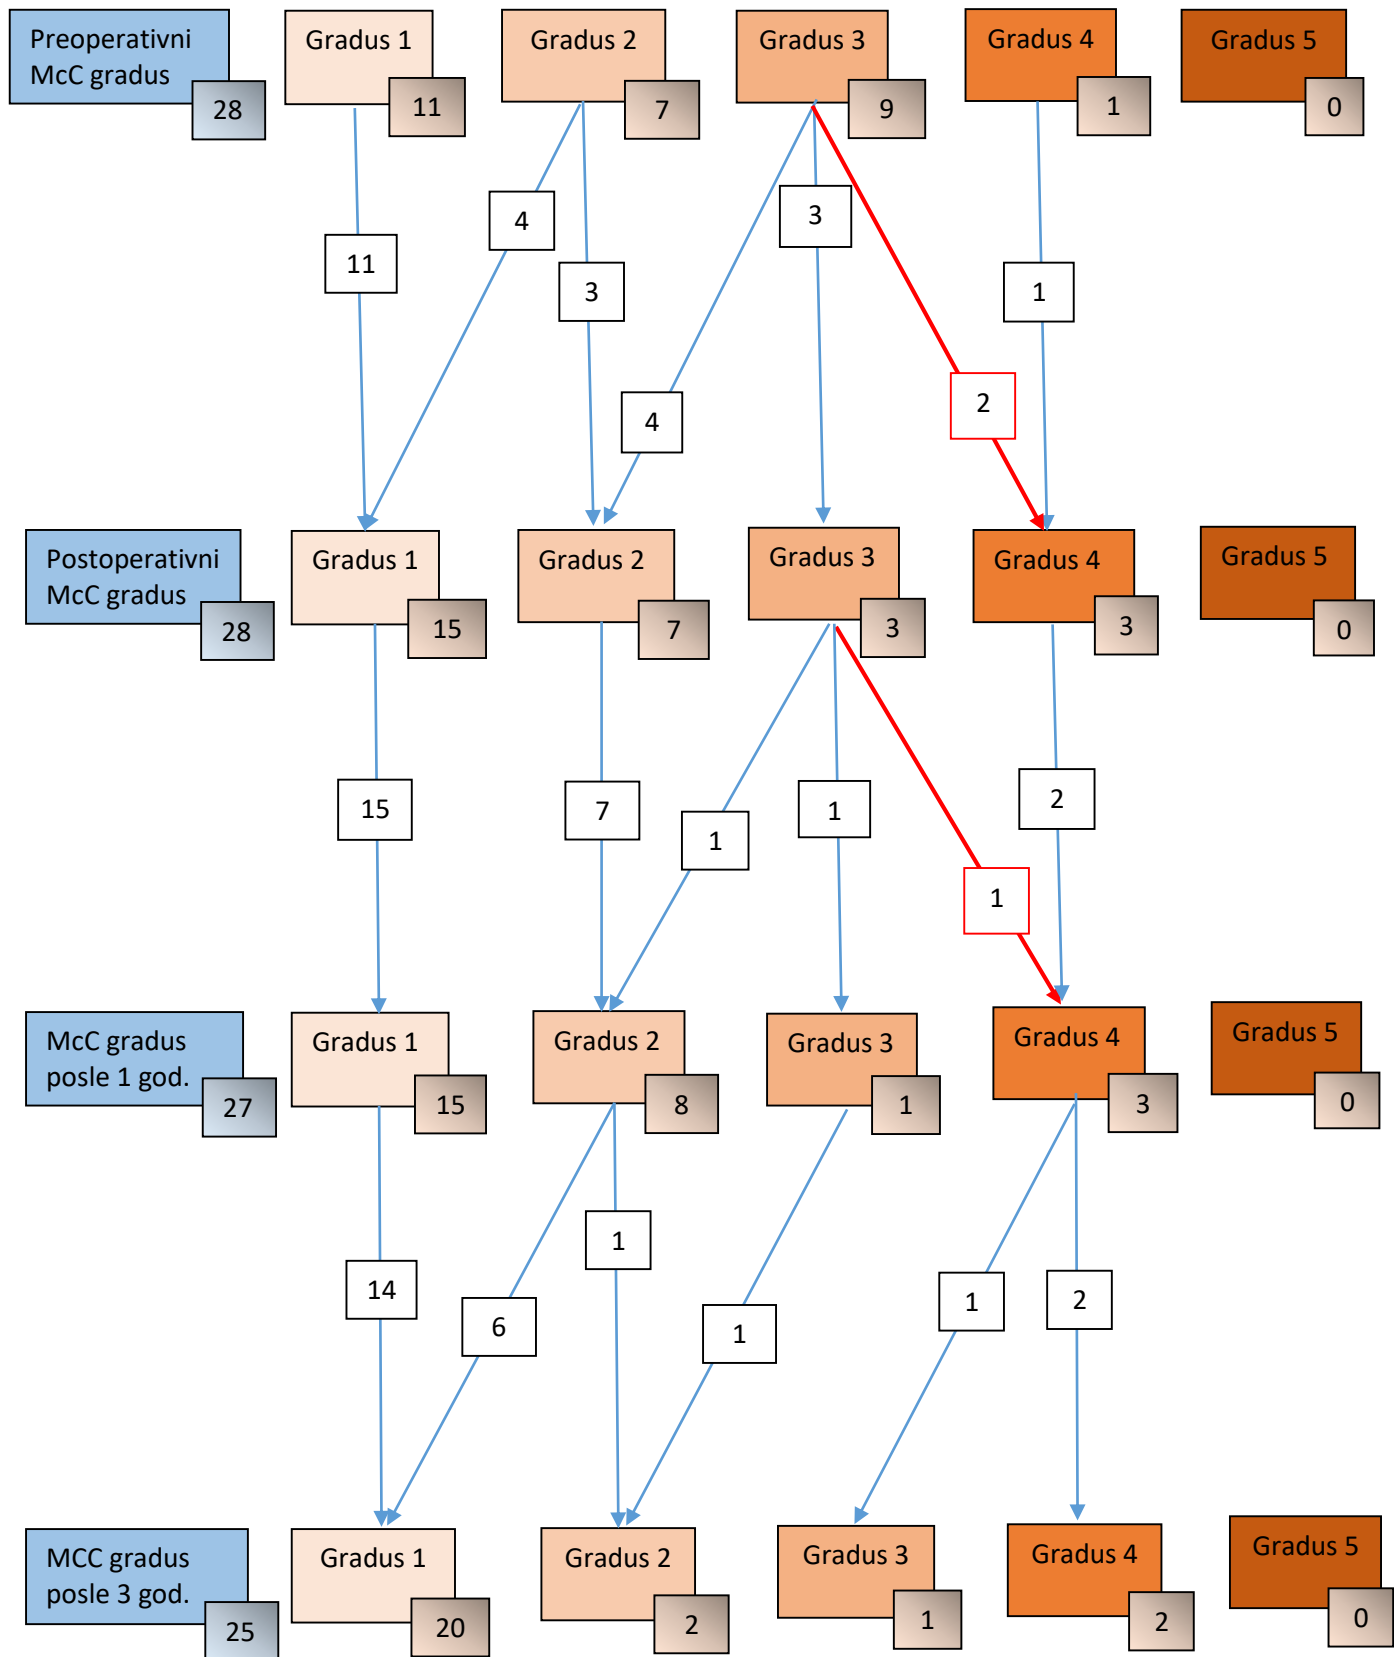 Preoperativni
McC gradus
28
Gradus 1
11
Gradus 2
7
Gradus 3
9
Gradus 4
1
Gradus 5
0
11
4
3
4
3
2
1
Postoperativni
McC gradus
28
Gradus 1
15
Gradus 2
7
Gradus 3
3
Gradus 4
3
Gradus 5
0
15
7
1
1
1
2
McC gradus
posle 1 god.
27
Gradus 1
15
Gradus 2
8
Gradus 3
1
Gradus 4
3
Gradus 5
0
14
6
1
1
1
2
MCC gradus
posle 3 god.
25
Gradus 1
20
Gradus 2
2
Gradus 3
1
Gradus 4
2
Gradus 5
0